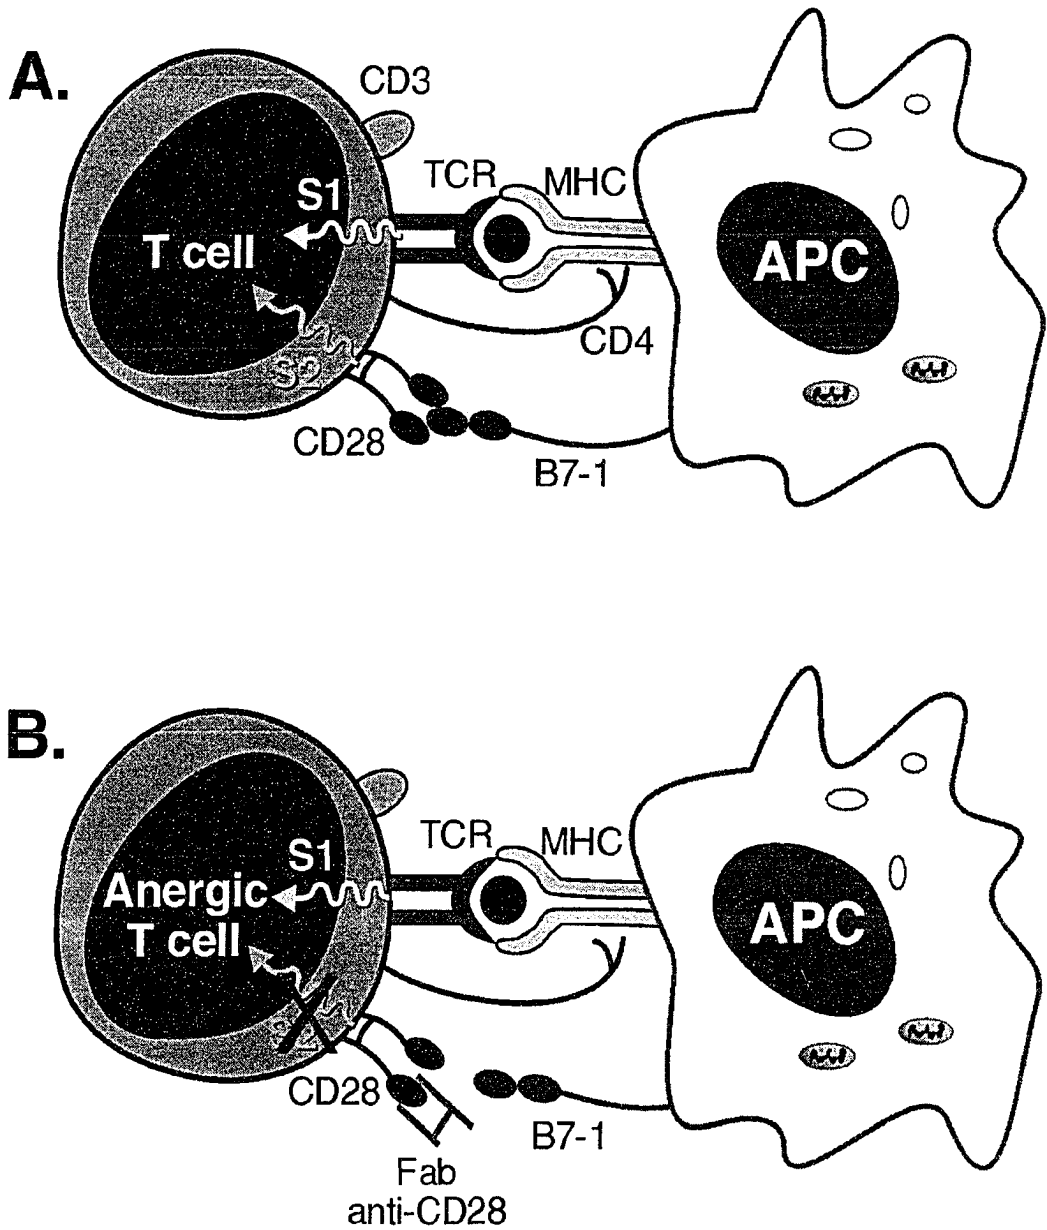 A.
CD3
TCR
MHC
S1
T cell
APC
S2
CD4
CD28
B7-1
B.
TCR
MHC
S1
Anergic
T cell
APC
S2
CD28
B7-1
Fab
anti-CD28